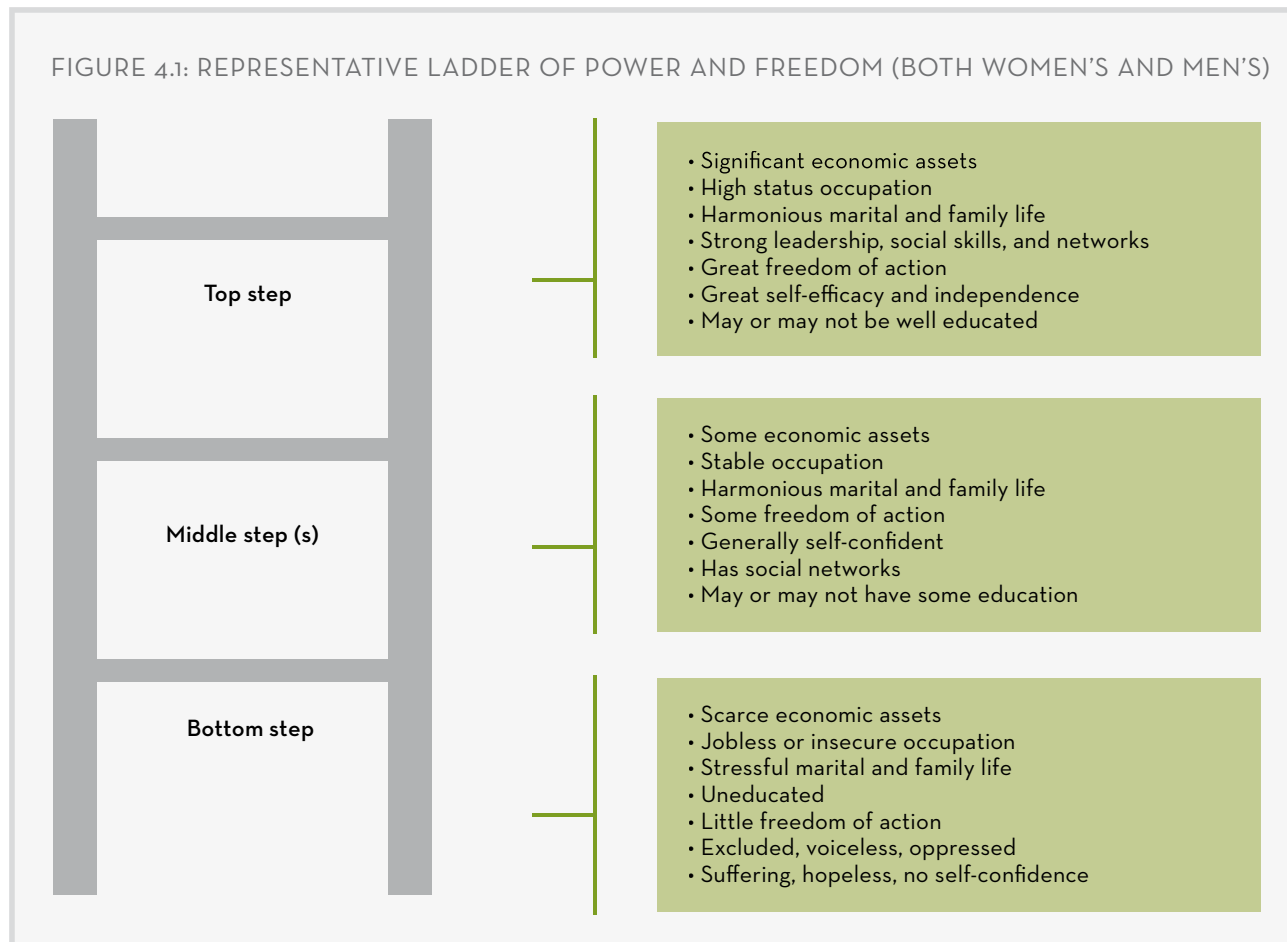 FIGURE 4.1: REPRESENTATIVE LADDER OF POWER AND FREEDOM (BOTH WOMEN'S AND MEN'S)
Top step
• Significant economic assets
• High status occupation
• Harmonious marital and family life
• Strong leadership, social skills, and networks
• Great freedom of action
• Great self-efficacy and independence
• May or may not be well educated
Middle step (s)
• Some economic assets
• Stable occupation
• Harmonious marital and family life
• Some freedom of action
• Generally self-confident
• Has social networks
• May or may not have some education
Bottom step
• Scarce economic assets
• Jobless or insecure occupation
• Stressful marital and family life
• Uneducated
• Little freedom of action
• Excluded, voiceless, oppressed
• Suffering, hopeless, no self-confidence